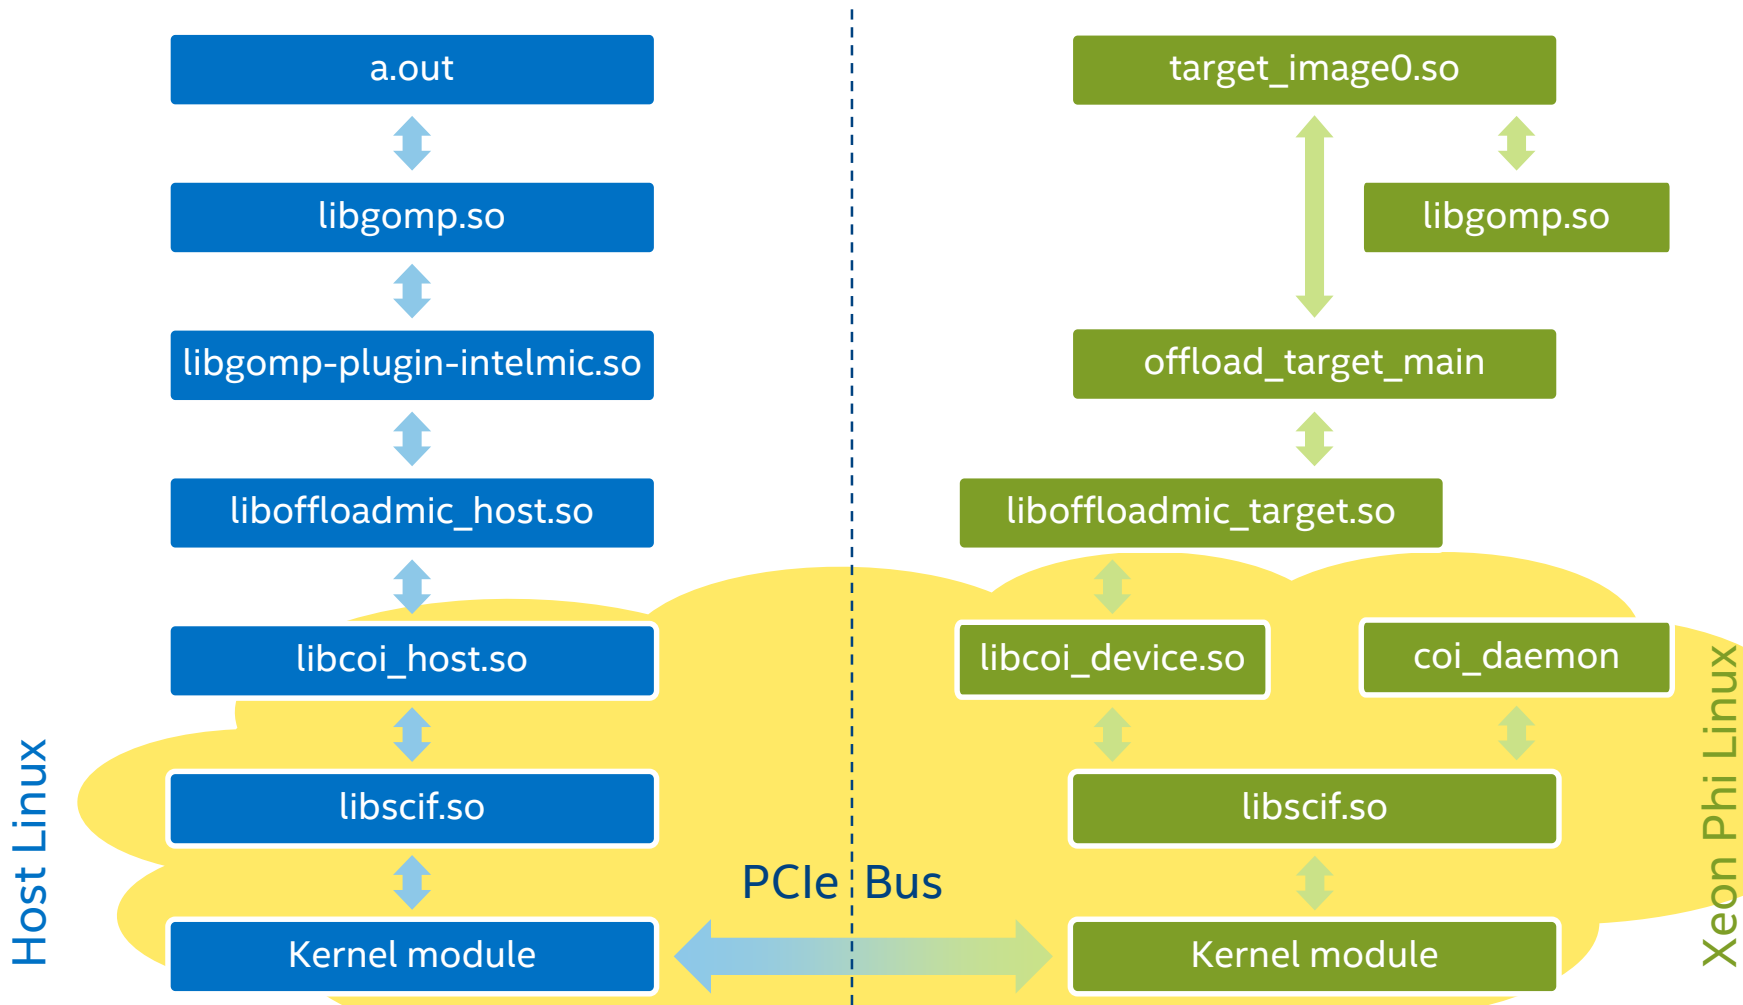 a.out
libgomp.so
libgomp-plugin-intelmic.so
liboffloadmic_host.so
libcoi_host.so
libscif.so
Kernel module
Host Linux
PCIe Bus
target_image0.so
libgomp.so
offload_target_main
liboffloadmic_target.so
libcoi_device.so
coi_daemon
libscif.so
Kernel module
Xeon Phi Linux